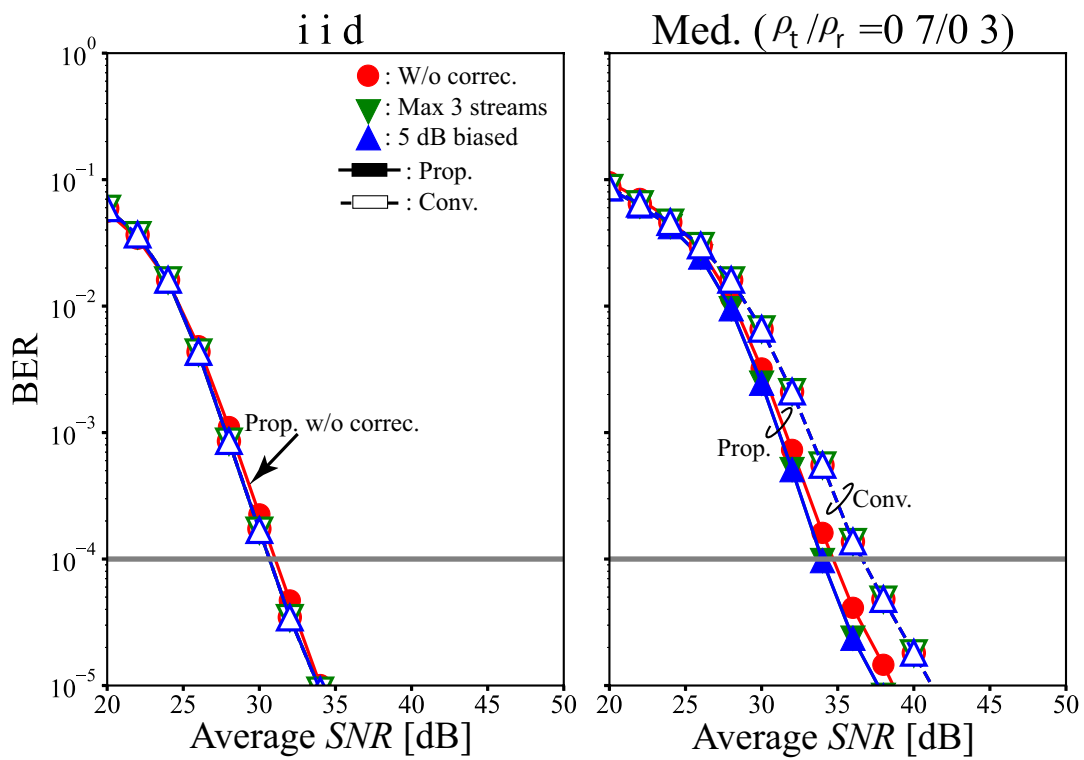 i i d
Med. (ρt/ρr=0 7/0 3)
10^0
10^-1
10^-2
10^-3
10^-4
10^-5
BER
: W/o correc.
: Max 3 streams
: 5 dB biased
: Prop.
: Conv.
Prop. w/o correc.
Prop.
Conv.
20 25 30 35 40 45 50
20 25 30 35 40 45 50
Average SNR [dB]
Average SNR [dB]